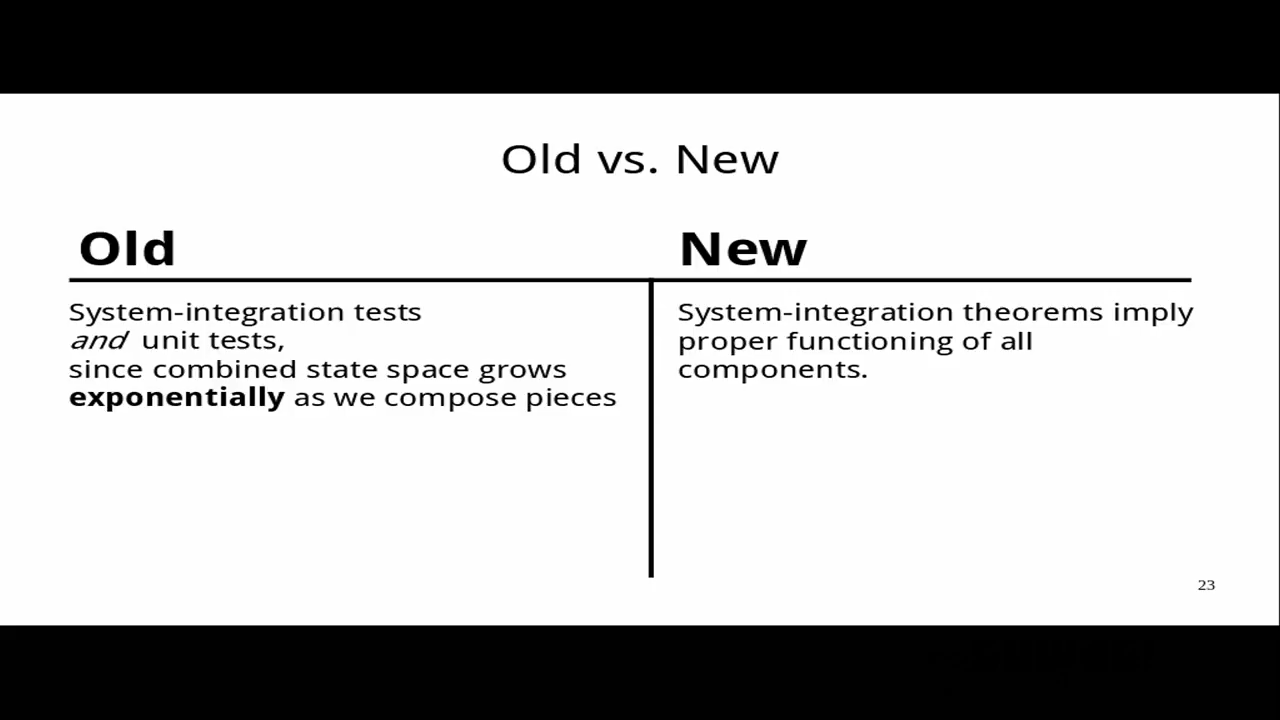 Old vs. New
Old
New
System-integration tests
and unit tests,
since combined state space grows
exponentially as we compose pieces
System-integration theorems imply
proper functioning of all
components.
23